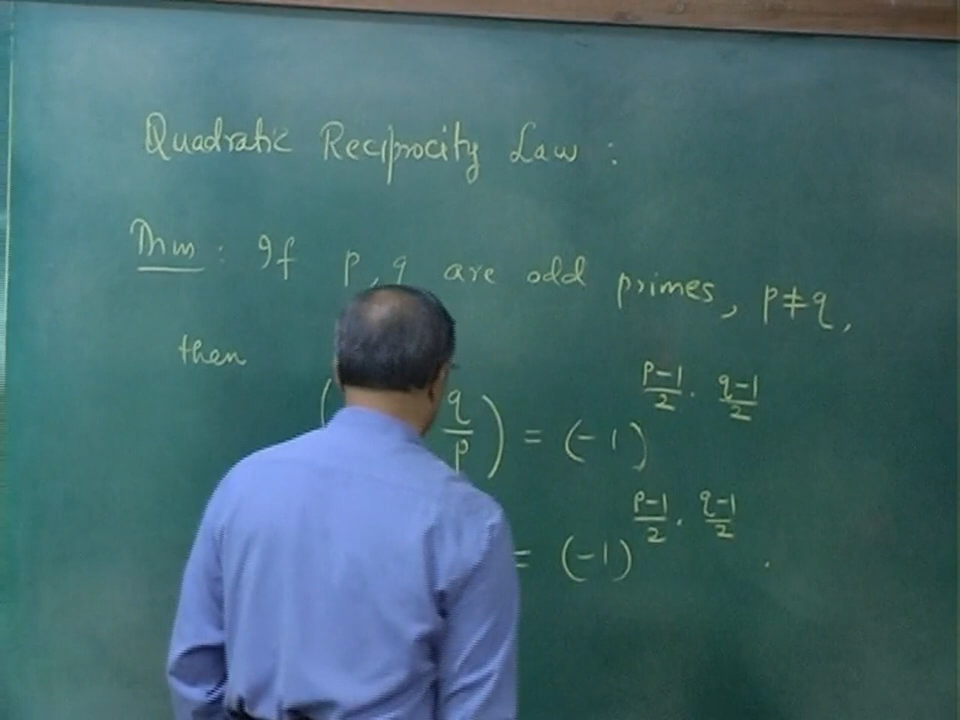 Quadratic Reciprocity Law :
Thm : If p, q are odd primes, p≠q,
then
( q/p ) = (-1)^{p-1/2 · q-1/2}
= (-1)^{p-1/2 · q-1/2} .